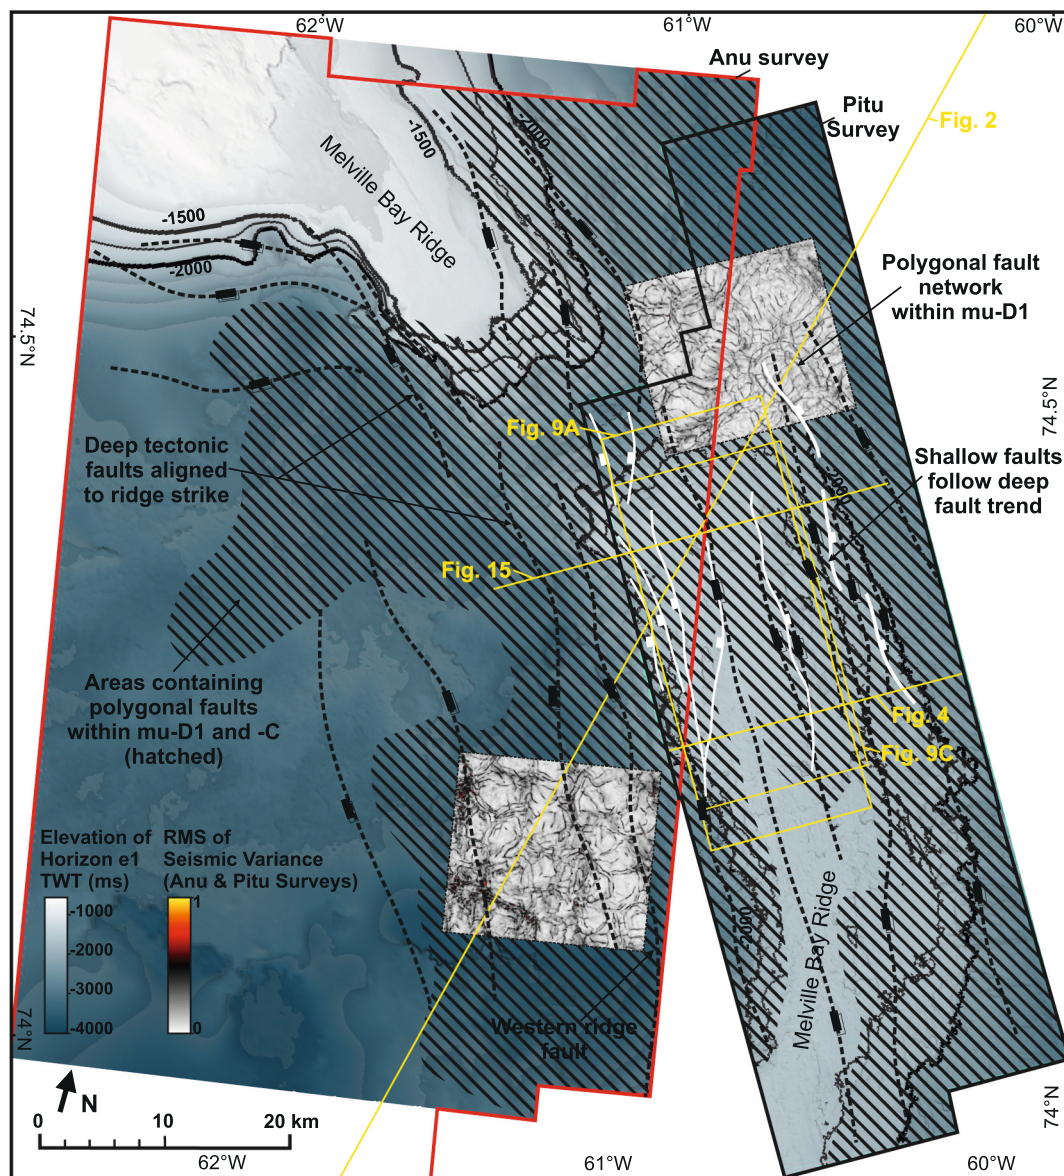 62°W
61°W
60°W
Anu survey
Pitu
Survey
Fig. 2
-1500
-2000
Melville Bay Ridge
-1500
-2000
Polygonal fault
network
within mu-D1
74.5°N
74.5°N
Fig. 9A
Deep tectonic
faults aligned
to ridge strike
Shallow faults
follow deep
fault trend
Fig. 15
Areas containing
polygonal faults
within mu-D1 and -C
(hatched)
Fig. 4
Fig. 9C
Elevation of
Horizon e1
TWT (ms)
-1000
-2000
-3000
-4000
RMS of
Seismic Variance
(Anu & Pitu Surveys)
1
0
-2000
Melville Bay Ridge
Western ridge
fault
74°N
74°N
N
0 10 20 km
62°W
61°W
60°W